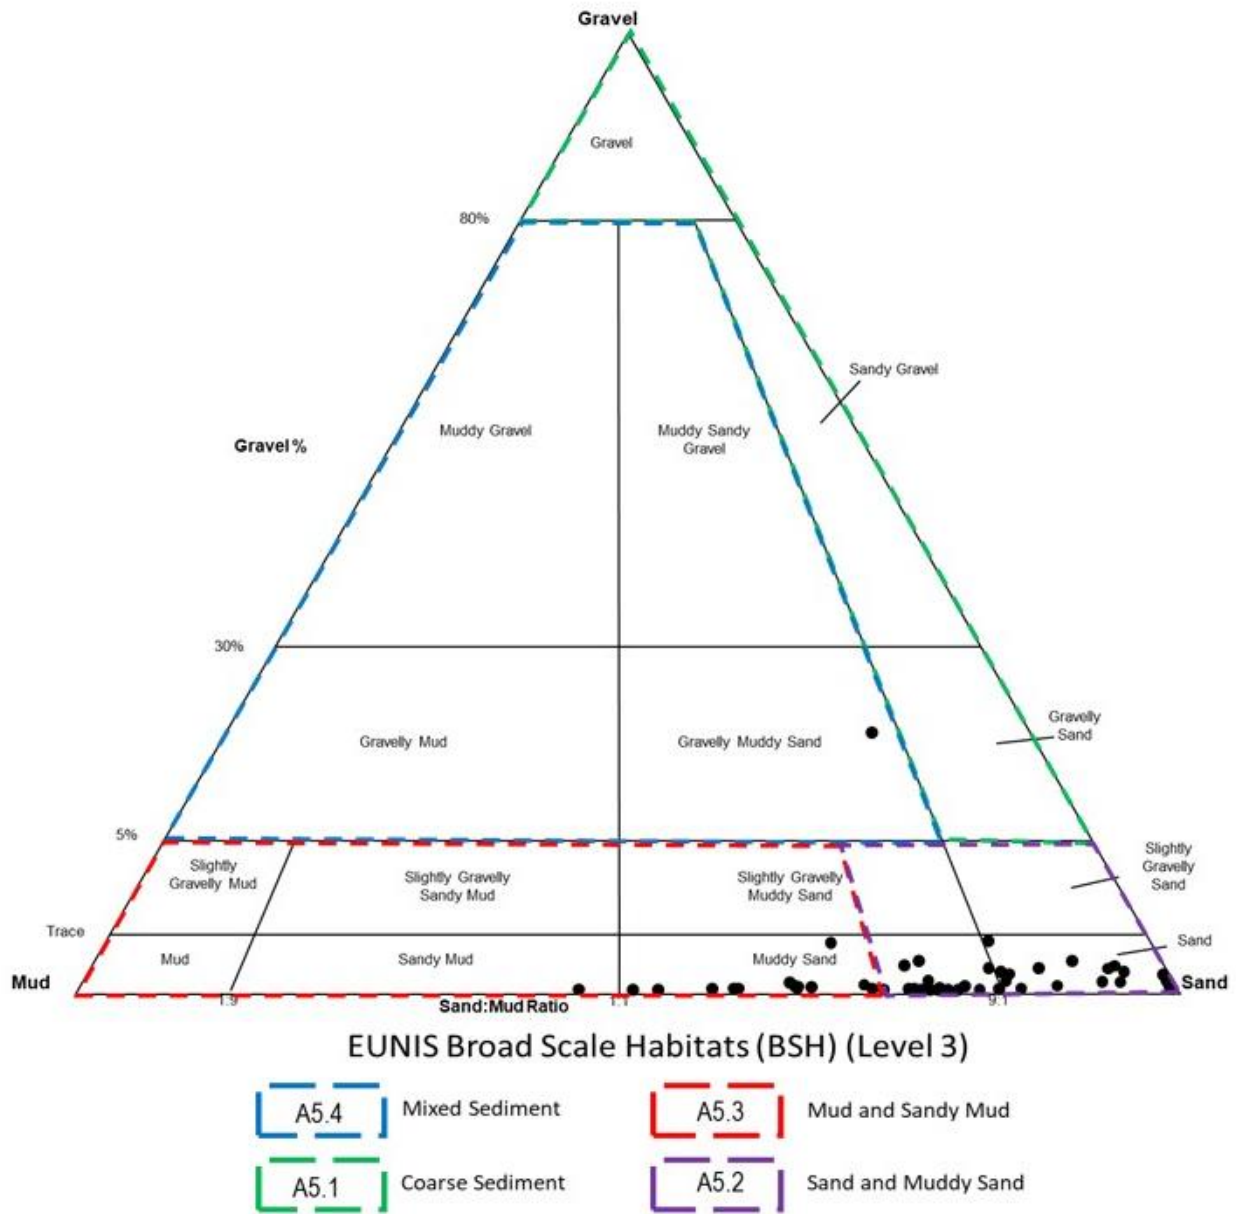 Gravel
Gravel
80%
Sandy Gravel
Muddy Gravel
Muddy Sandy
Gravel
Gravel%
30%
Gravelly
Sand
Gravelly Mud
Gravelly Muddy Sand
5%
Slightly
Gravelly Mud
Slightly Gravelly
Sandy Mud
Slightly Gravelly
Muddy Sand
Slightly
Gravelly
Sand
Trace
Mud
Sandy Mud
Muddy Sand
Sand
Mud
Sand
1:9
Sand:Mud Ratio
1:1
9:1
EUNIS Broad Scale Habitats (BSH) (Level 3)
A5.4
Mixed Sediment
A5.3
Mud and Sandy Mud
A5.1
Coarse Sediment
A5.2
Sand and Muddy Sand